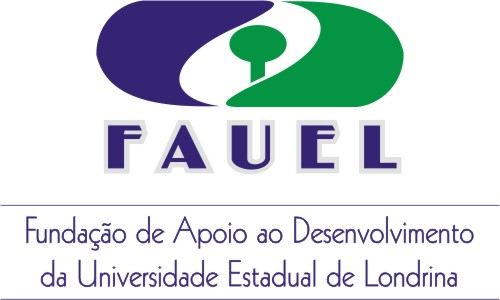 FAUEL
Fundação de Apoio ao Desenvolvimento
da Universidade Estadual de Londrina